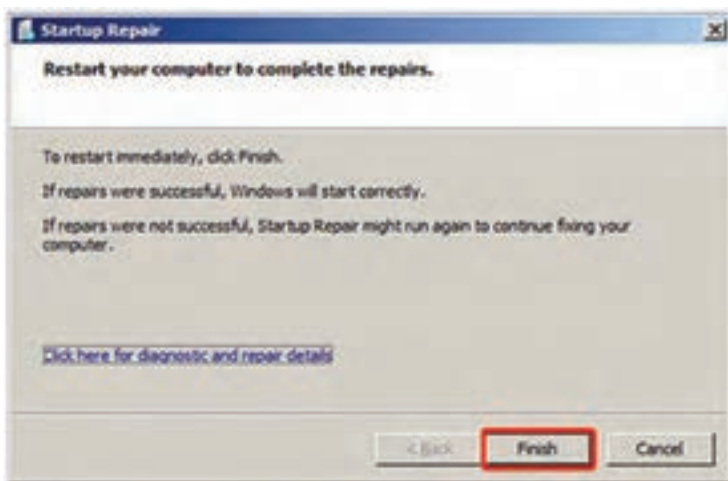 Startup Repair
Restart your computer to complete the repairs.
To restart immediately, click Finish.
If repairs were successful, Windows will start correctly.
If repairs were not successful, Startup Repair might run again to continue fixing your
computer.
Click here for diagnostic and repair details
< Back
Finish
Cancel